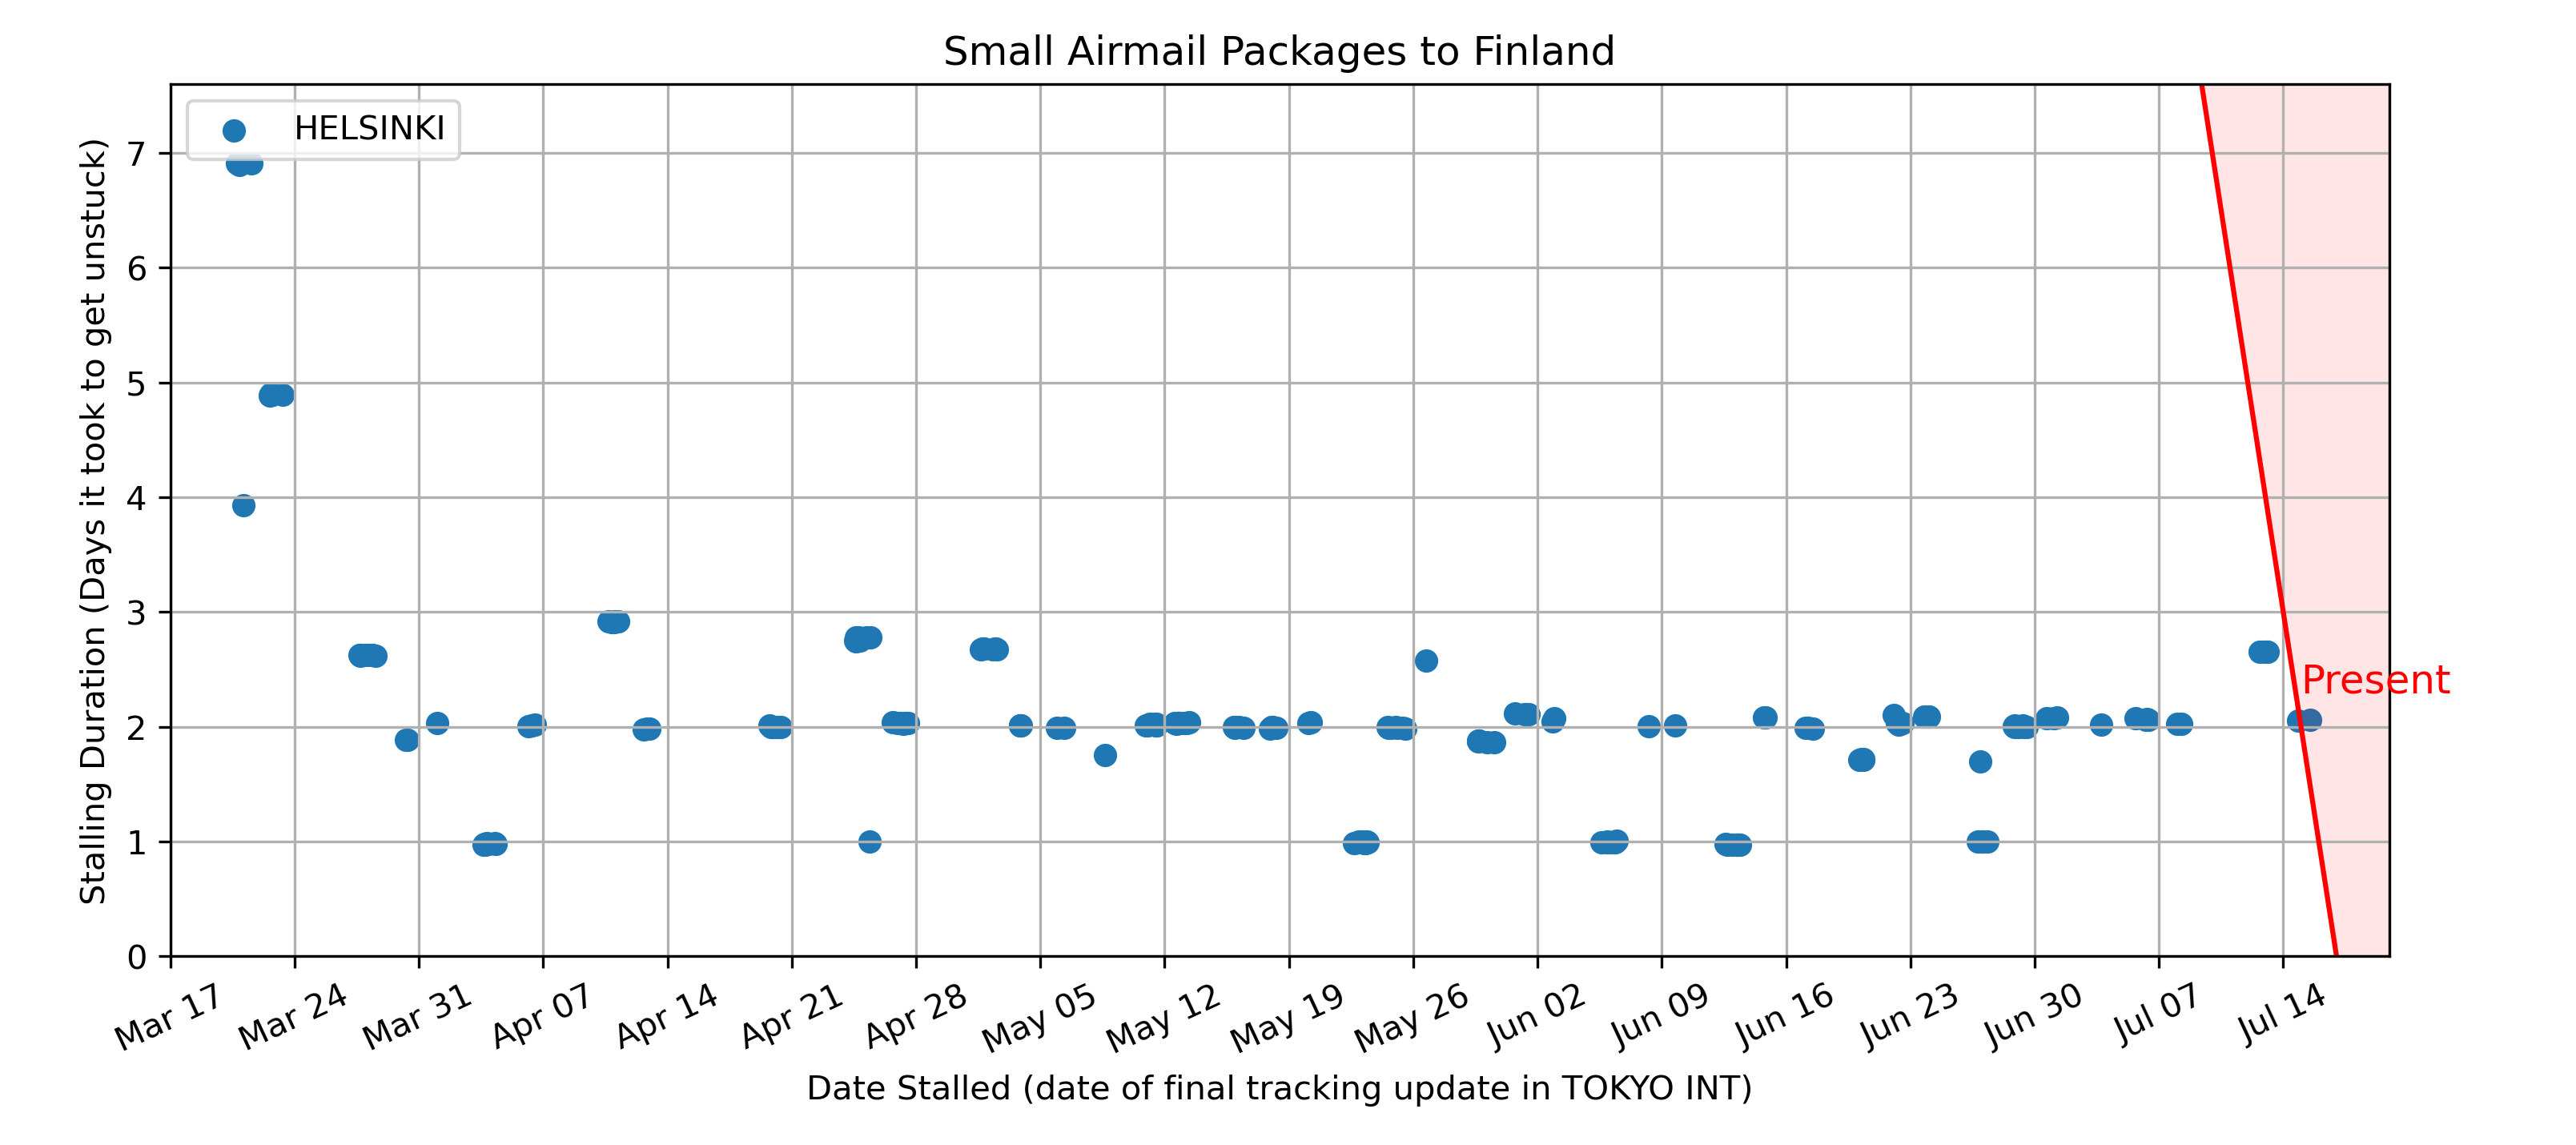 Small Airmail Packages to Finland
HELSINKI
Stalling Duration (Days it took to get unstuck)
7
6
5
4
3
2
1
0
Present
Mar 17
Mar 24
Mar 31
Apr 07
Apr 14
Apr 21
Apr 28
May 05
May 12
May 19
May 26
Jun 02
Jun 09
Jun 16
Jun 23
Jun 30
Jul 07
Jul 14
Date Stalled (date of final tracking update in TOKYO INT)